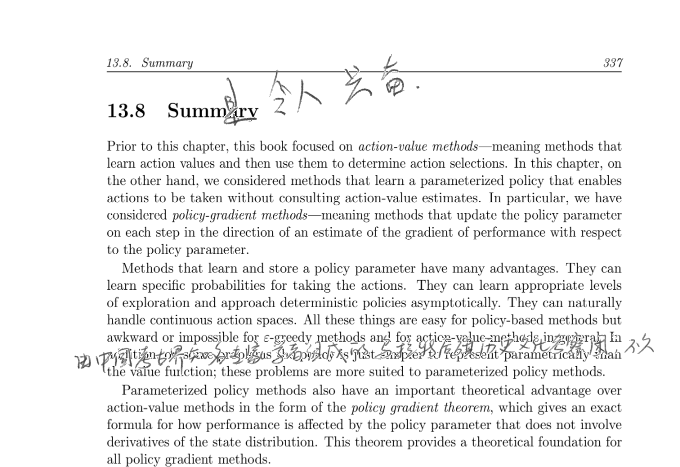 13.8. Summary 337
是 令人 兴奋.
13.8 Summary
Prior to this chapter, this book focused on action-value methods—meaning methods that
learn action values and then use them to determine action selections. In this chapter, on
the other hand, we considered methods that learn a parameterized policy that enables
actions to be taken without consulting action-value estimates. In particular, we have
considered policy-gradient methods—meaning methods that update the policy parameter
on each step in the direction of an estimate of the gradient of performance with respect
to the policy parameter.
Methods that learn and store a policy parameter have many advantages. They can
learn specific probabilities for taking the actions. They can learn appropriate levels
of exploration and approach deterministic policies asymptotically. They can naturally
handle continuous action spaces. All these things are easy for policy-based methods but
awkward or impossible for ε-greedy methods and for action-value methods in general. In
由中国
addition, on some problems the policy is just simpler to represent parametrically than
the value function; these problems are more suited to parameterized policy methods.
Parameterized policy methods also have an important theoretical advantage over
action-value methods in the form of the policy gradient theorem, which gives an exact
formula for how performance is affected by the policy parameter that does not involve
derivatives of the state distribution. This theorem provides a theoretical foundation for
all policy gradient methods.